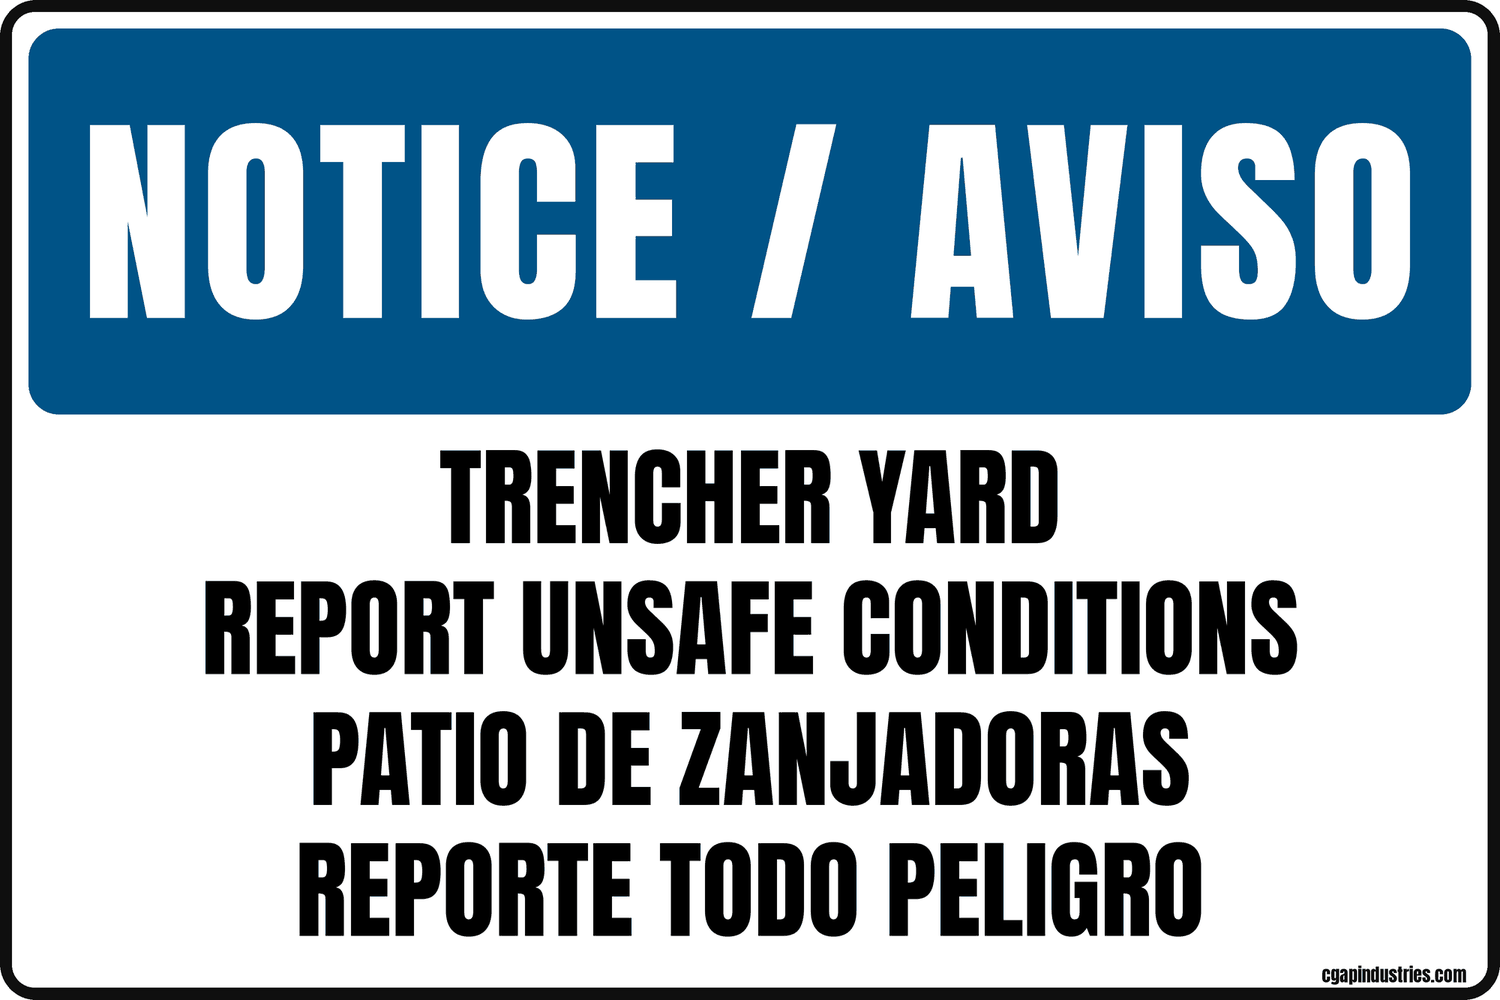 NOTICE / AVISO
TRENCHER YARD
REPORT UNSAFE CONDITIONS
PATIO DE ZANJADORAS
REPORTE TODO PELIGRO
cgapindustries.com